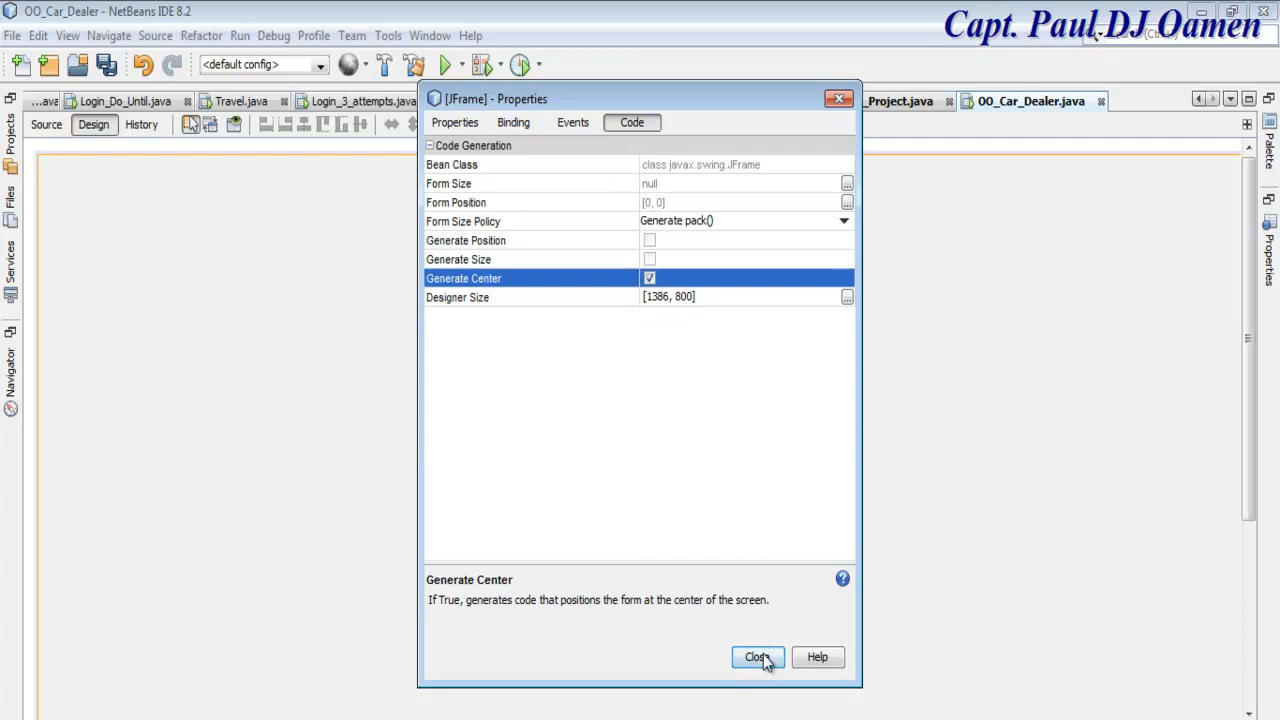 OO_Car_Dealer - NetBeans IDE 8.2
Capt. Paul DJ Oamen
File Edit View Navigate Source Refactor Run Debug Profile Team Tools Window Help
<default config>
...ava Login_Do_Until.java Travel.java Login_3_attempts.java _Project.java OO_Car_Dealer.java
Source Design History
Projects
Files
Services
Navigator
Palette
Properties
[JFrame] - Properties
Properties Binding Events Code
Code Generation
Bean Class class javax.swing.JFrame
Form Size null ...
Form Position [0, 0] ...
Form Size Policy Generate pack()
Generate Position
Generate Size
Generate Center
Designer Size [1386, 800] ...
Generate Center
If True, generates code that positions the form at the center of the screen.
Close Help